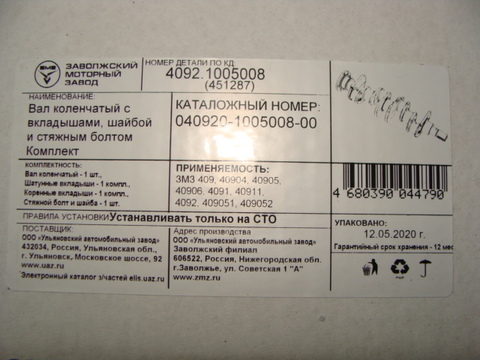 ЗМЗ
ЗАВОЛЖСКИЙ
МОТОРНЫЙ
ЗАВОД
НОМЕР ДЕТАЛИ ПО КД:
4092.1005008
(451287)
НАИМЕНОВАНИЕ:
Вал коленчатый с
вкладышами, шайбой
и стяжным болтом
Комплект
КАТАЛОЖНЫЙ НОМЕР:
040920-1005008-00
КОМПЛЕКТНОСТЬ:
Вал коленчатый - 1 шт.,
Шатунные вкладыши - 1 компл.,
Коренные вкладыши - 1 компл.,
Стяжной болт и шайба - 1 шт.
ПРИМЕНЯЕМОСТЬ:
ЗМЗ 409, 40904, 40905,
40906, 4091, 40911,
4092, 409051, 409052
4 680390 044790
ПРАВИЛА УСТАНОВКИ Устанавливать только на СТО
ПОСТАВЩИК:
ООО «Ульяновский автомобильный завод»
432034, Россия, Ульяновская обл.,
г. Ульяновск, Московское шоссе, 92
www.uaz.ru
Электронный каталог з/частей elis.uaz.ru
Адрес производства
ООО «Ульяновский автомобильный завод»
Заволжский филиал
606522, Россия, Нижегородская обл.
г.Заволжье, ул. Советская 1 "А"
www.zmz.ru
УПАКОВАНО:
12.05.2020 г.
Гарантийный срок хранения - 12 мес